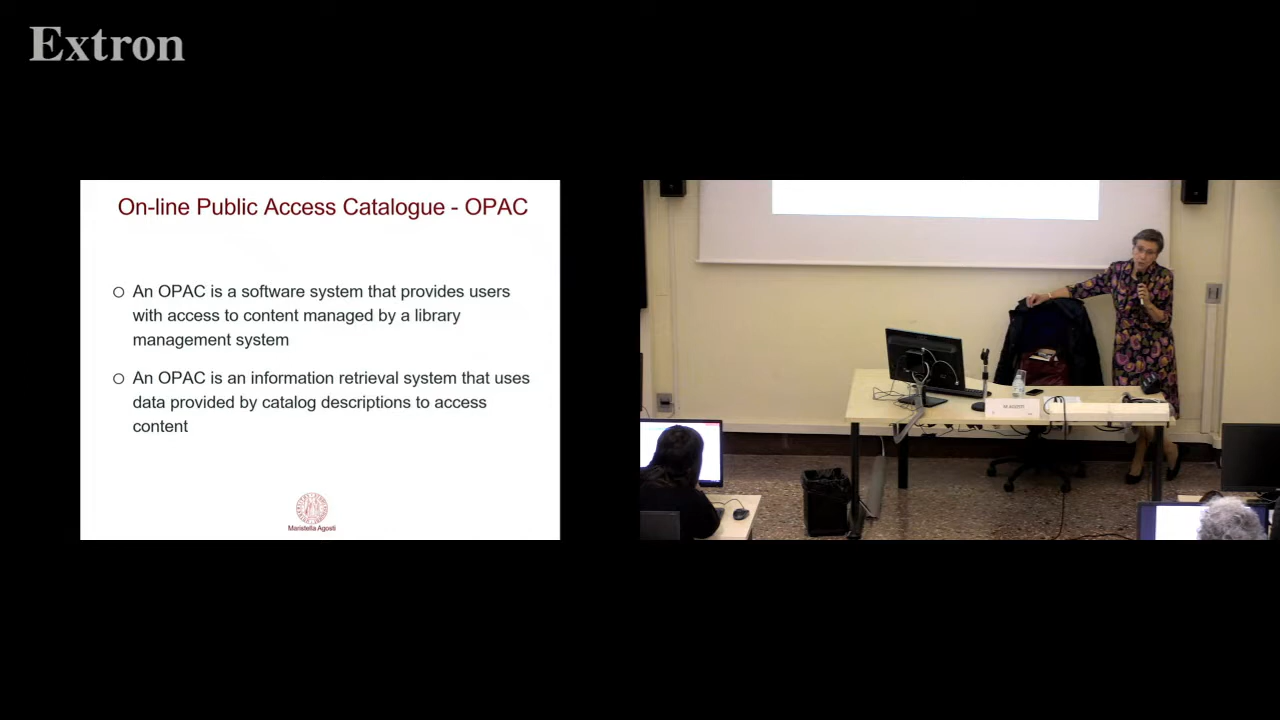 Extron
On-line Public Access Catalogue - OPAC
An OPAC is a software system that provides users
with access to content managed by a library
management system
An OPAC is an information retrieval system that uses
data provided by catalog descriptions to access
content
Maristella Agosti